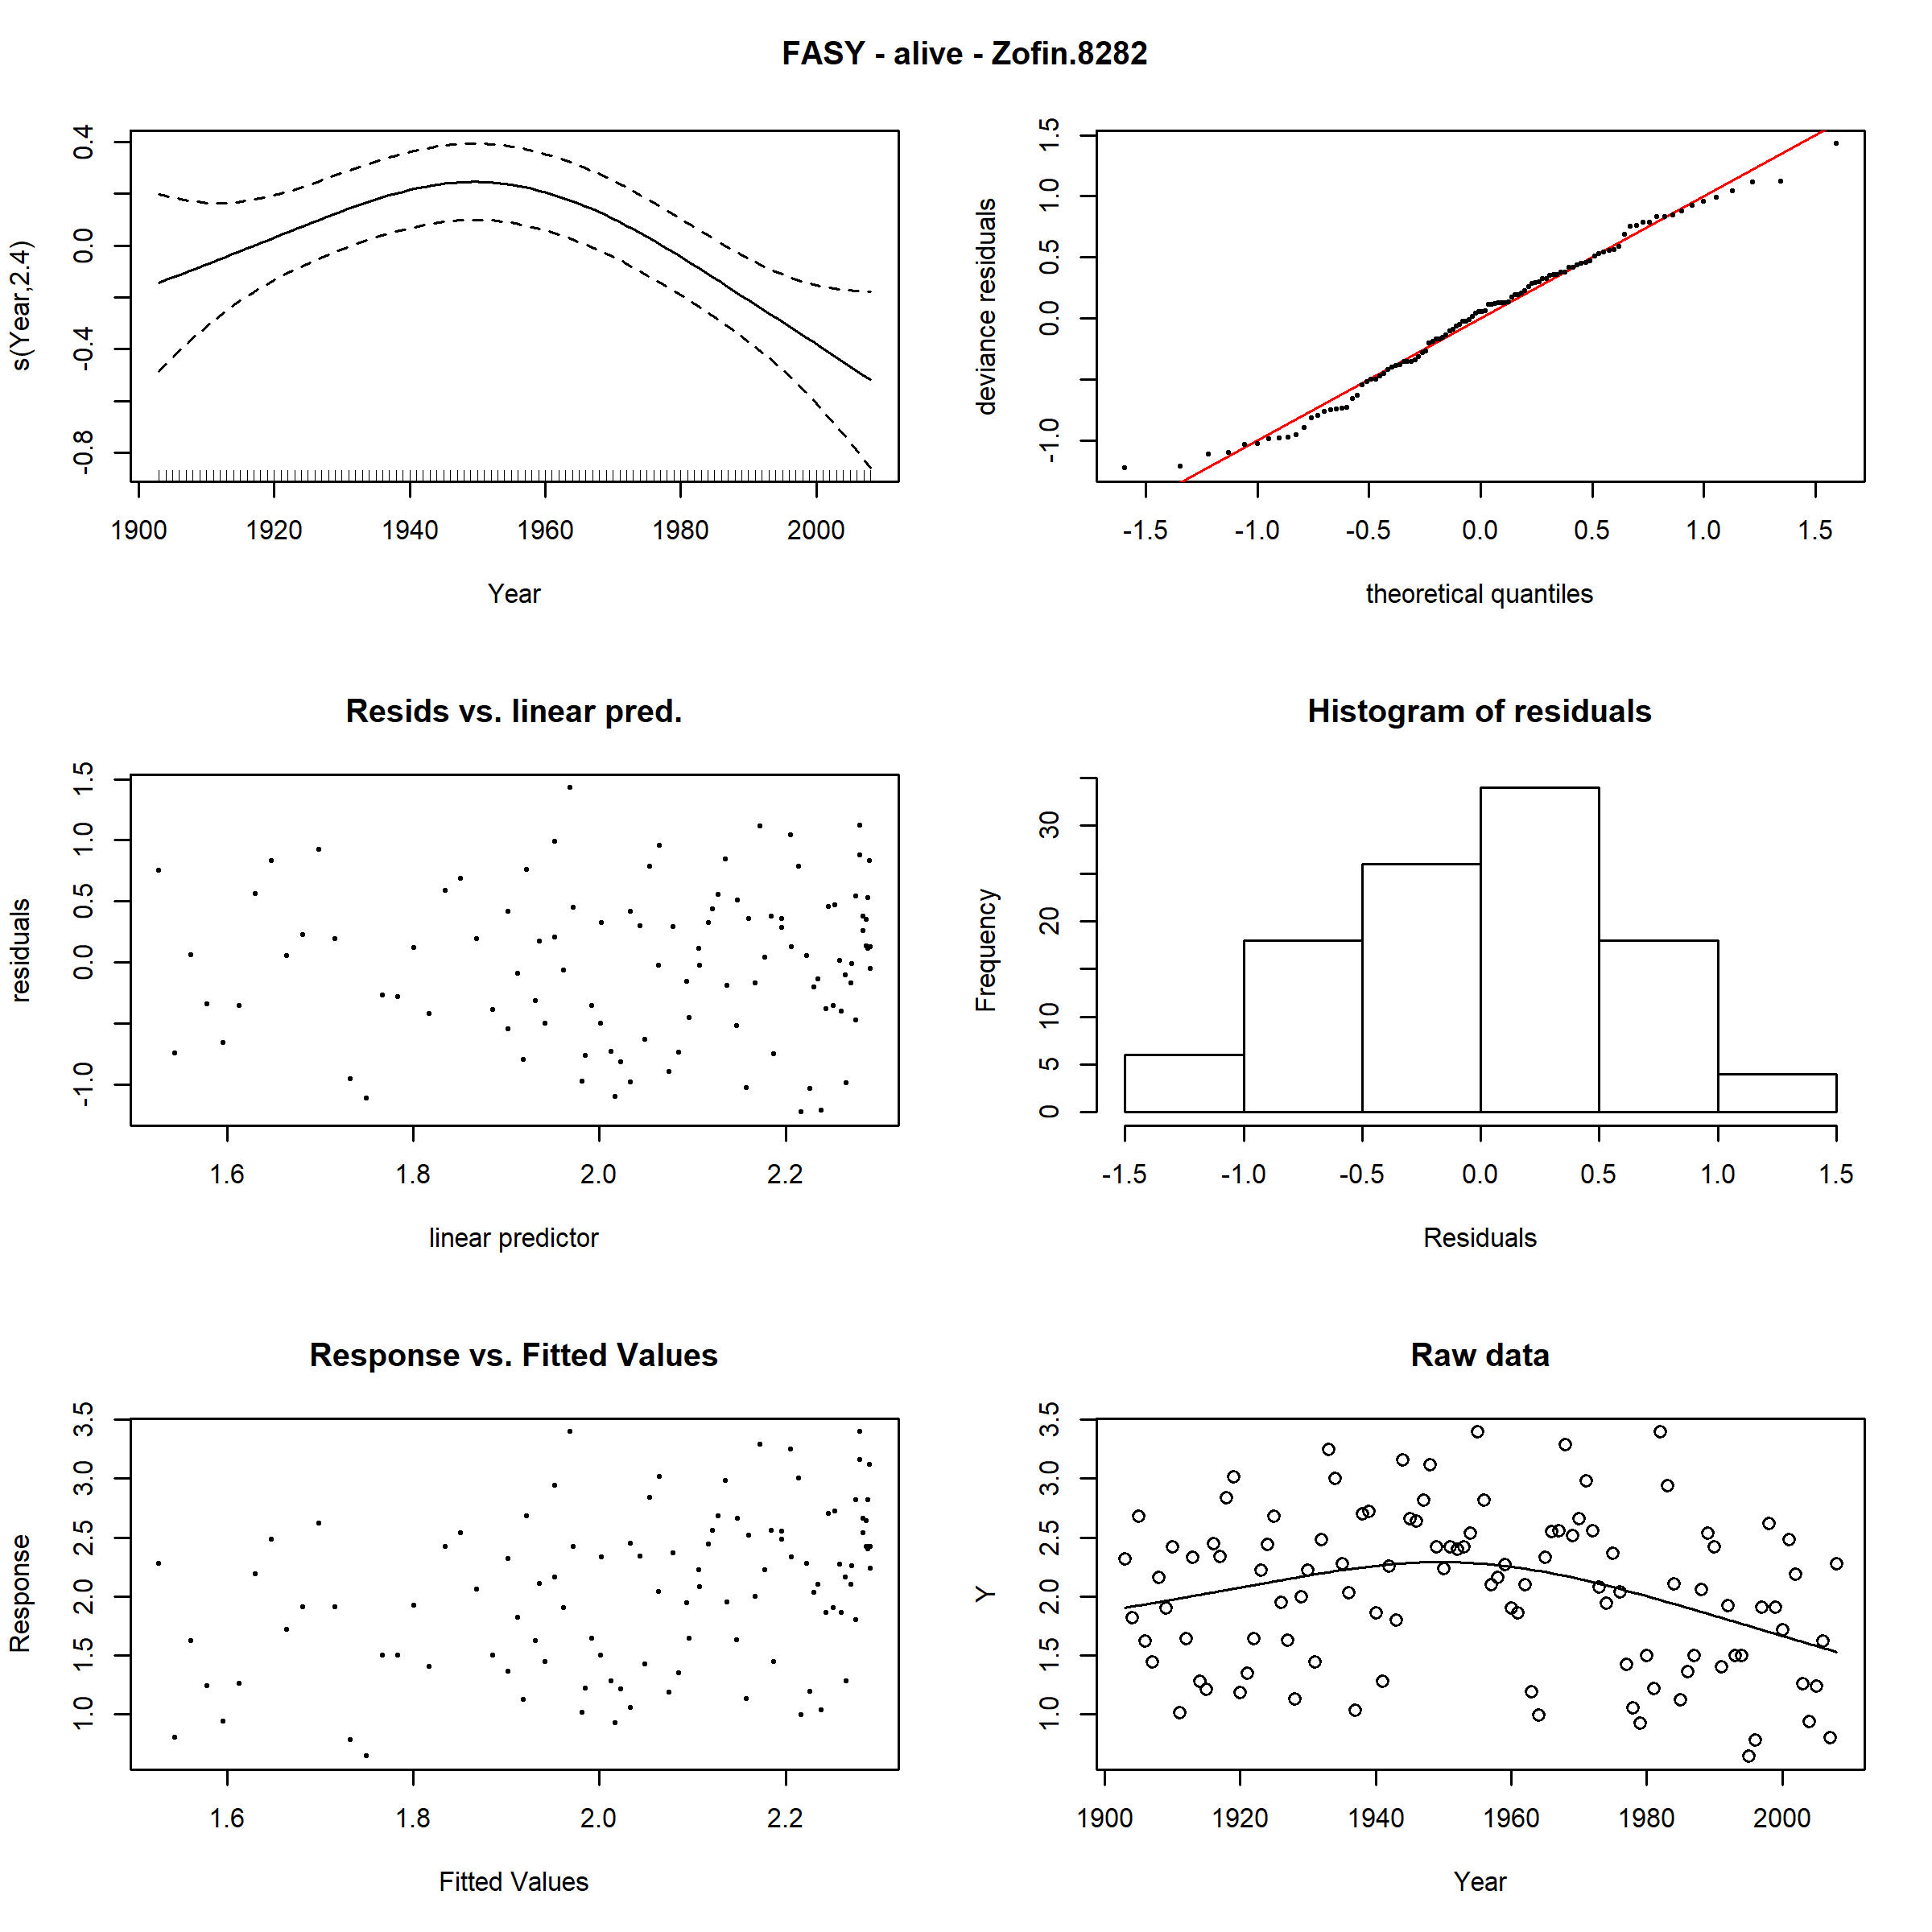 FASY - alive - Zofin.8282
s(Year,2.4)
0.4
0.0
-0.4
-0.8
1900 1920 1940 1960 1980 2000
Year
deviance residuals
1.5
1.0
0.5
0.0
-1.0
-1.5 -1.0 -0.5 0.0 0.5 1.0 1.5
theoretical quantiles
Resids vs. linear pred.
residuals
1.5
1.0
0.5
0.0
-1.0
1.6 1.8 2.0 2.2
linear predictor
Histogram of residuals
Frequency
30
20
10
5
0
-1.5 -1.0 -0.5 0.0 0.5 1.0 1.5
Residuals
Response vs. Fitted Values
Response
3.5
3.0
2.5
2.0
1.5
1.0
1.6 1.8 2.0 2.2
Fitted Values
Raw data
Y
3.5
3.0
2.5
2.0
1.5
1.0
1900 1920 1940 1960 1980 2000
Year